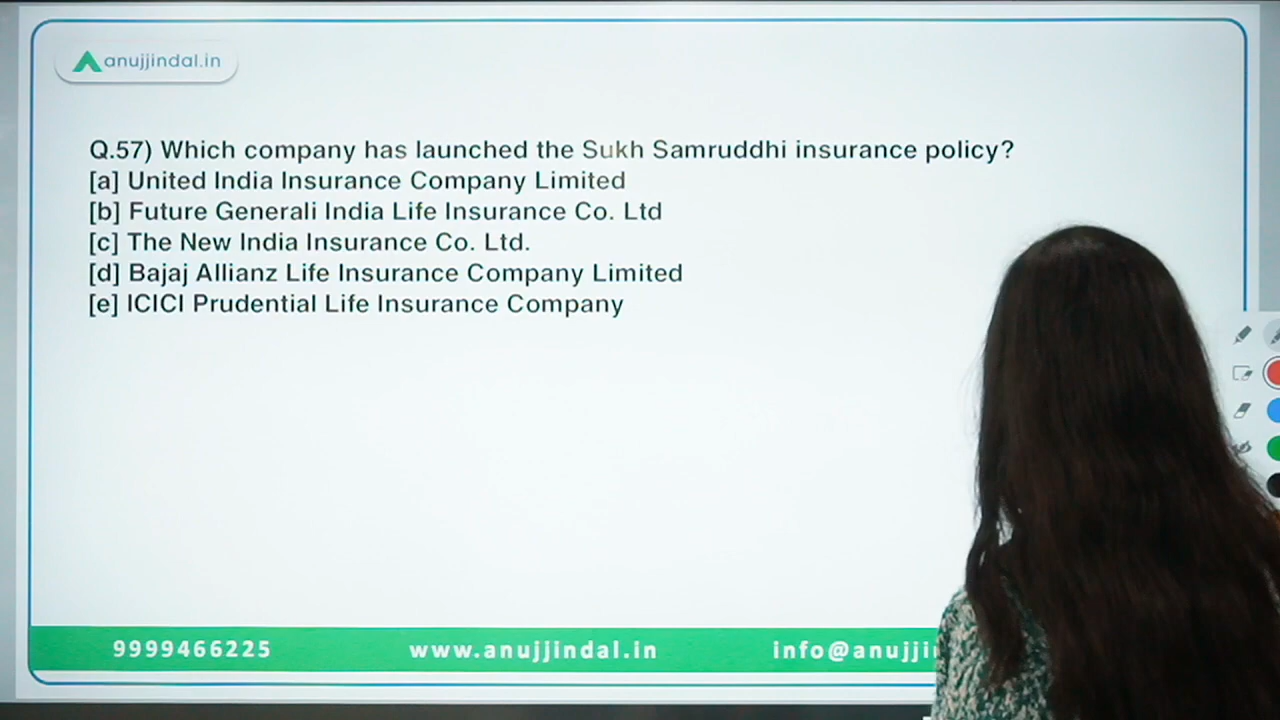 anujjindal.in
Q.57) Which company has launched the Sukh Samruddhi insurance policy?
[a] United India Insurance Company Limited
[b] Future Generali India Life Insurance Co. Ltd
[c] The New India Insurance Co. Ltd.
[d] Bajaj Allianz Life Insurance Company Limited
[e] ICICI Prudential Life Insurance Company
9999466225 www.anujjindal.in info@anujji